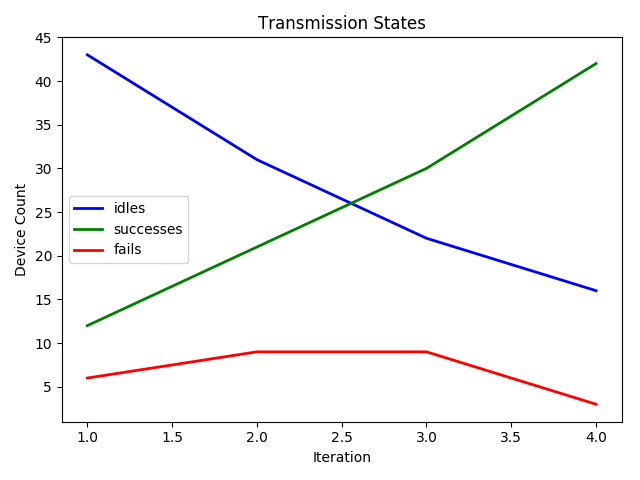 Transmission States
Device Count
45
40
35
30
25
20
15
10
5
idles
successes
fails
1.0 1.5 2.0 2.5 3.0 3.5 4.0
Iteration